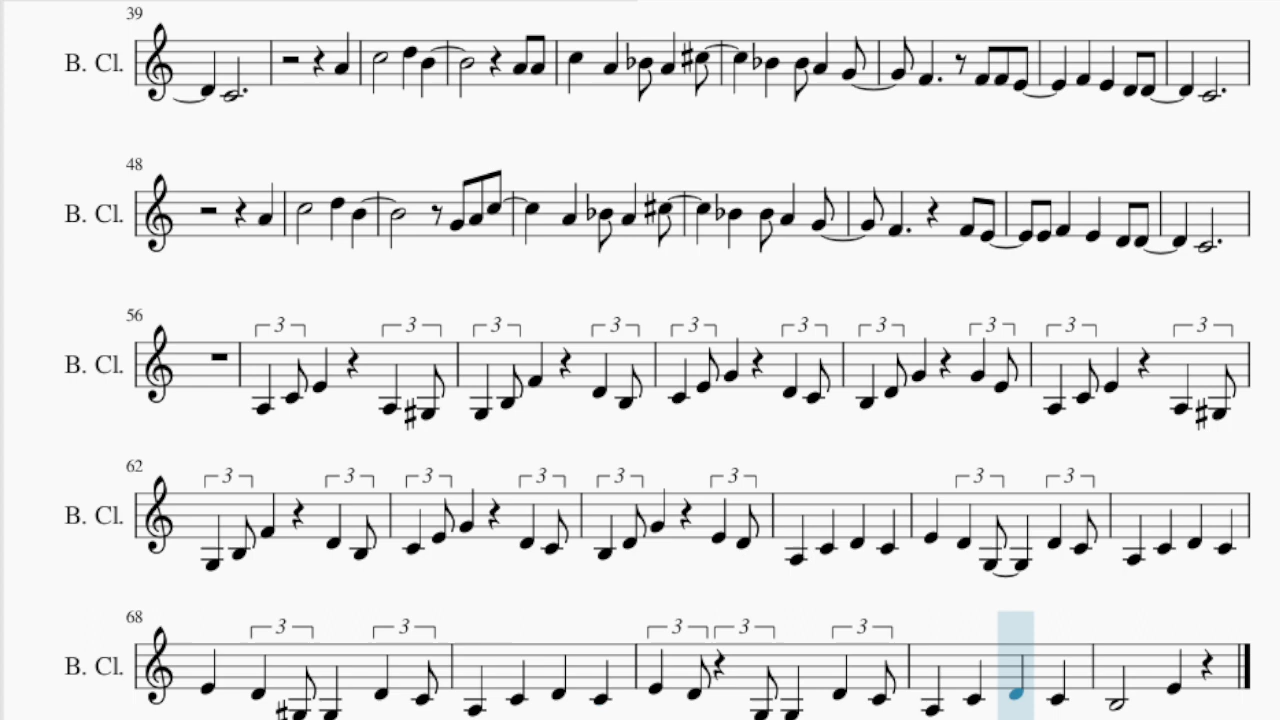 39
B. Cl.
48
B. Cl.
56
3 3 3 3 3 3 3 3 3 3
B. Cl.
62
3 3 3 3 3 3 3 3
B. Cl.
68
3 3 3 3 3
B. Cl.